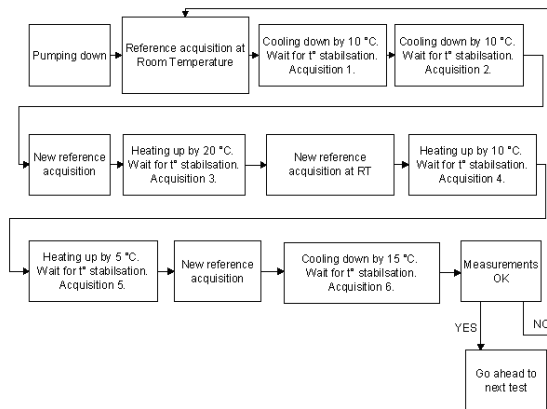 Pumping down
Reference acquisition at
Room Temperature
Cooling down by 10 °C.
Wait for t° stabilsation.
Acquisition 1.
Cooling down by 10 °C.
Wait for t° stabilsation.
Acquisition 2.
New reference
acquisition
Heating up by 20 °C.
Wait for t° stabilsation.
Acquisition 3.
New reference
acquisition at RT
Heating up by 10 °C.
Wait for t° stabilsation.
Acquisition 4.
Heating up by 5 °C.
Wait for t° stabilsation.
Acquisition 5.
New reference
acquisition
Cooling down by 15 °C.
Wait for t° stabilsation.
Acquisition 6.
Measurements
OK
YES
NO
Go ahead to
next test